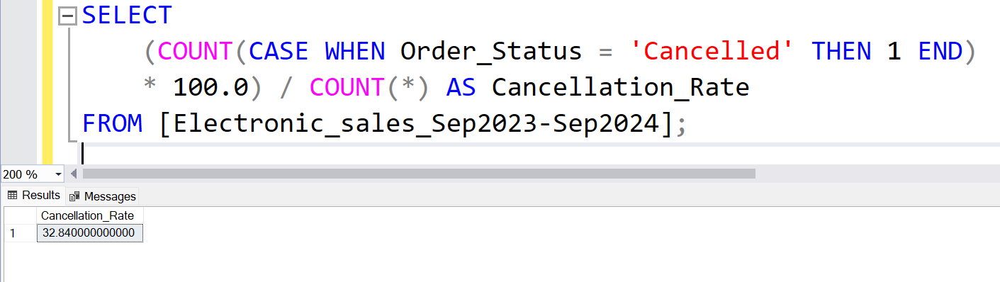 SELECT
(COUNT(CASE WHEN Order_Status = 'Cancelled' THEN 1 END)
* 100.0) / COUNT(*) AS Cancellation_Rate
FROM [Electronic_sales_Sep2023-Sep2024];
200 %
Results Messages
Cancellation_Rate
1 32.840000000000